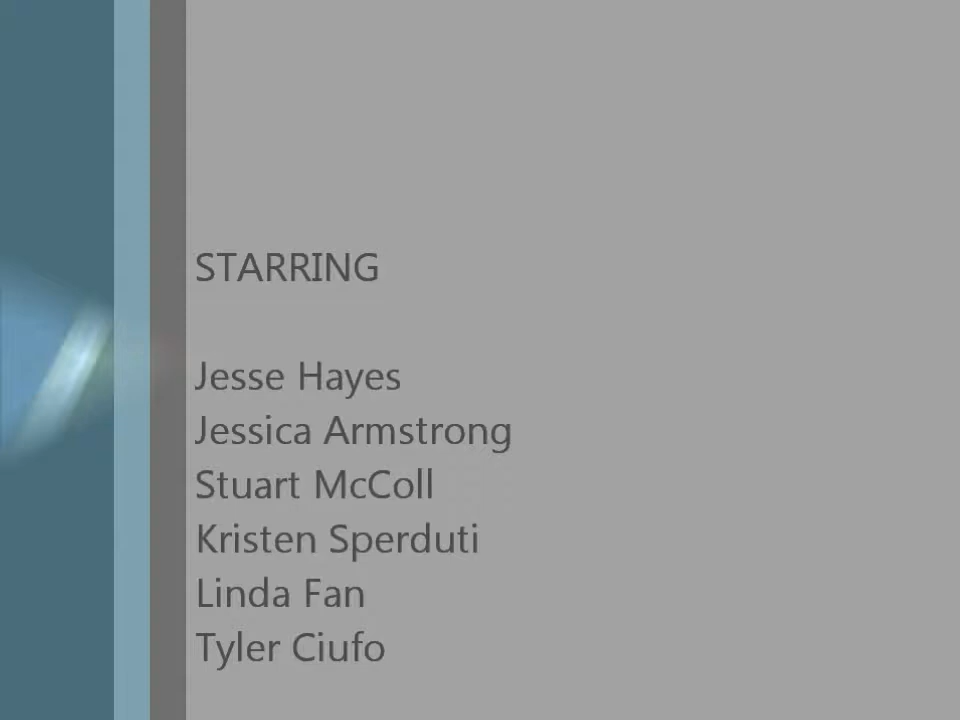 STARRING
Jesse Hayes
Jessica Armstrong
Stuart McColl
Kristen Sperduti
Linda Fan
Tyler Ciufo